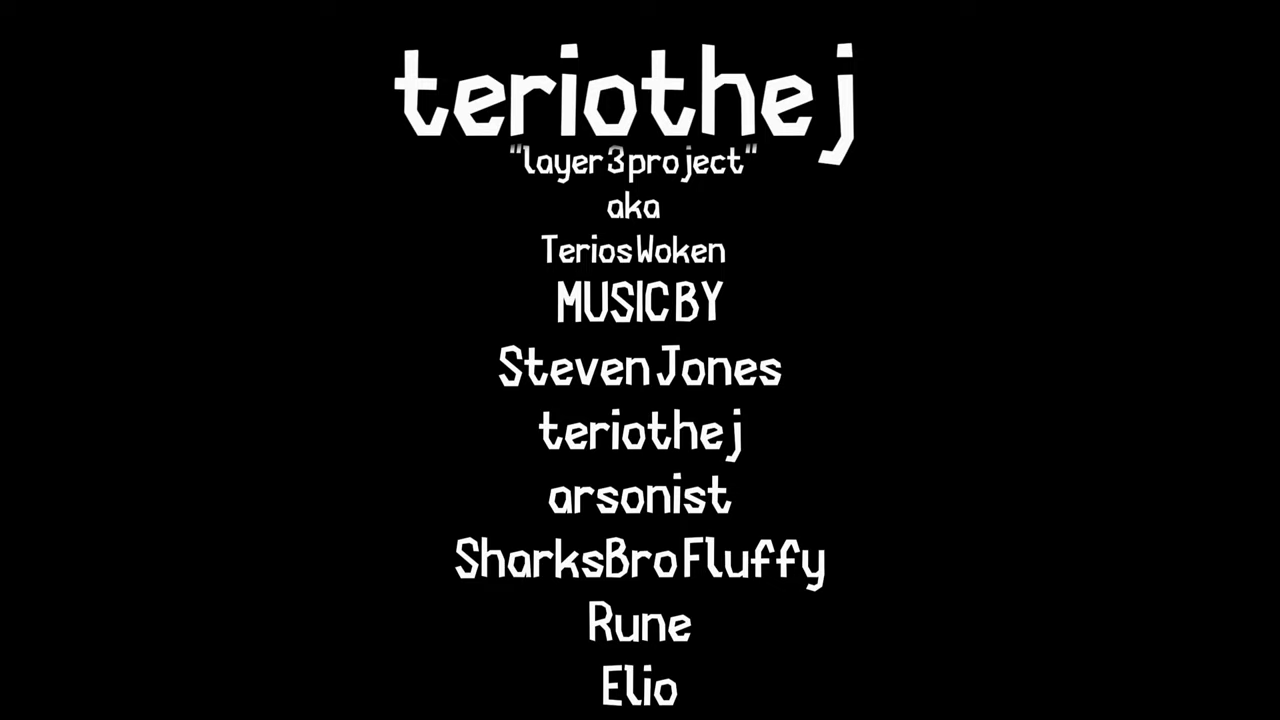 teriothej
"layer3project"
aka
TeriosWoken
MUSIC BY
Steven Jones
teriothej
arsonist
SharksBroFluffy
Rune
Elio